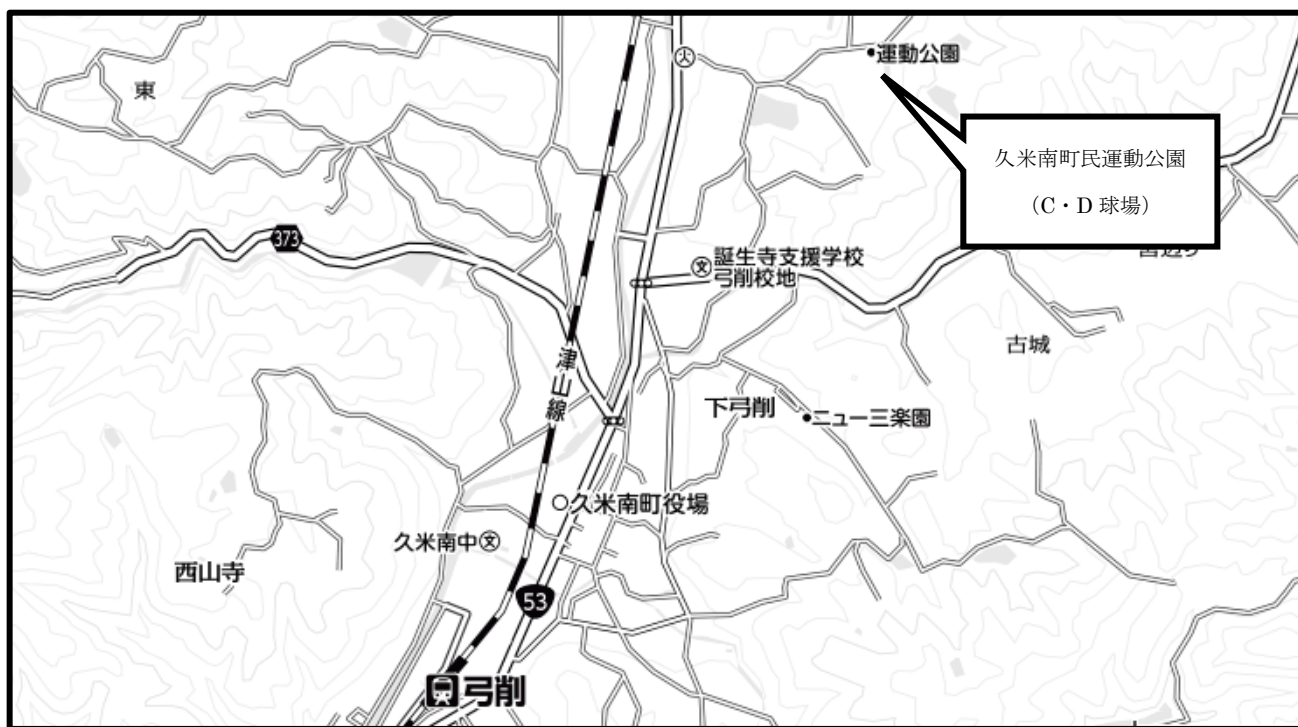 運動公園
東
久米南町民運動公園
（C・D 球場）
373
文
誕生寺支援学校
弓削校地
古城
津山線
下弓削
ニュー三楽園
久米南町役場
久米南中
文
西山寺
53
弓削